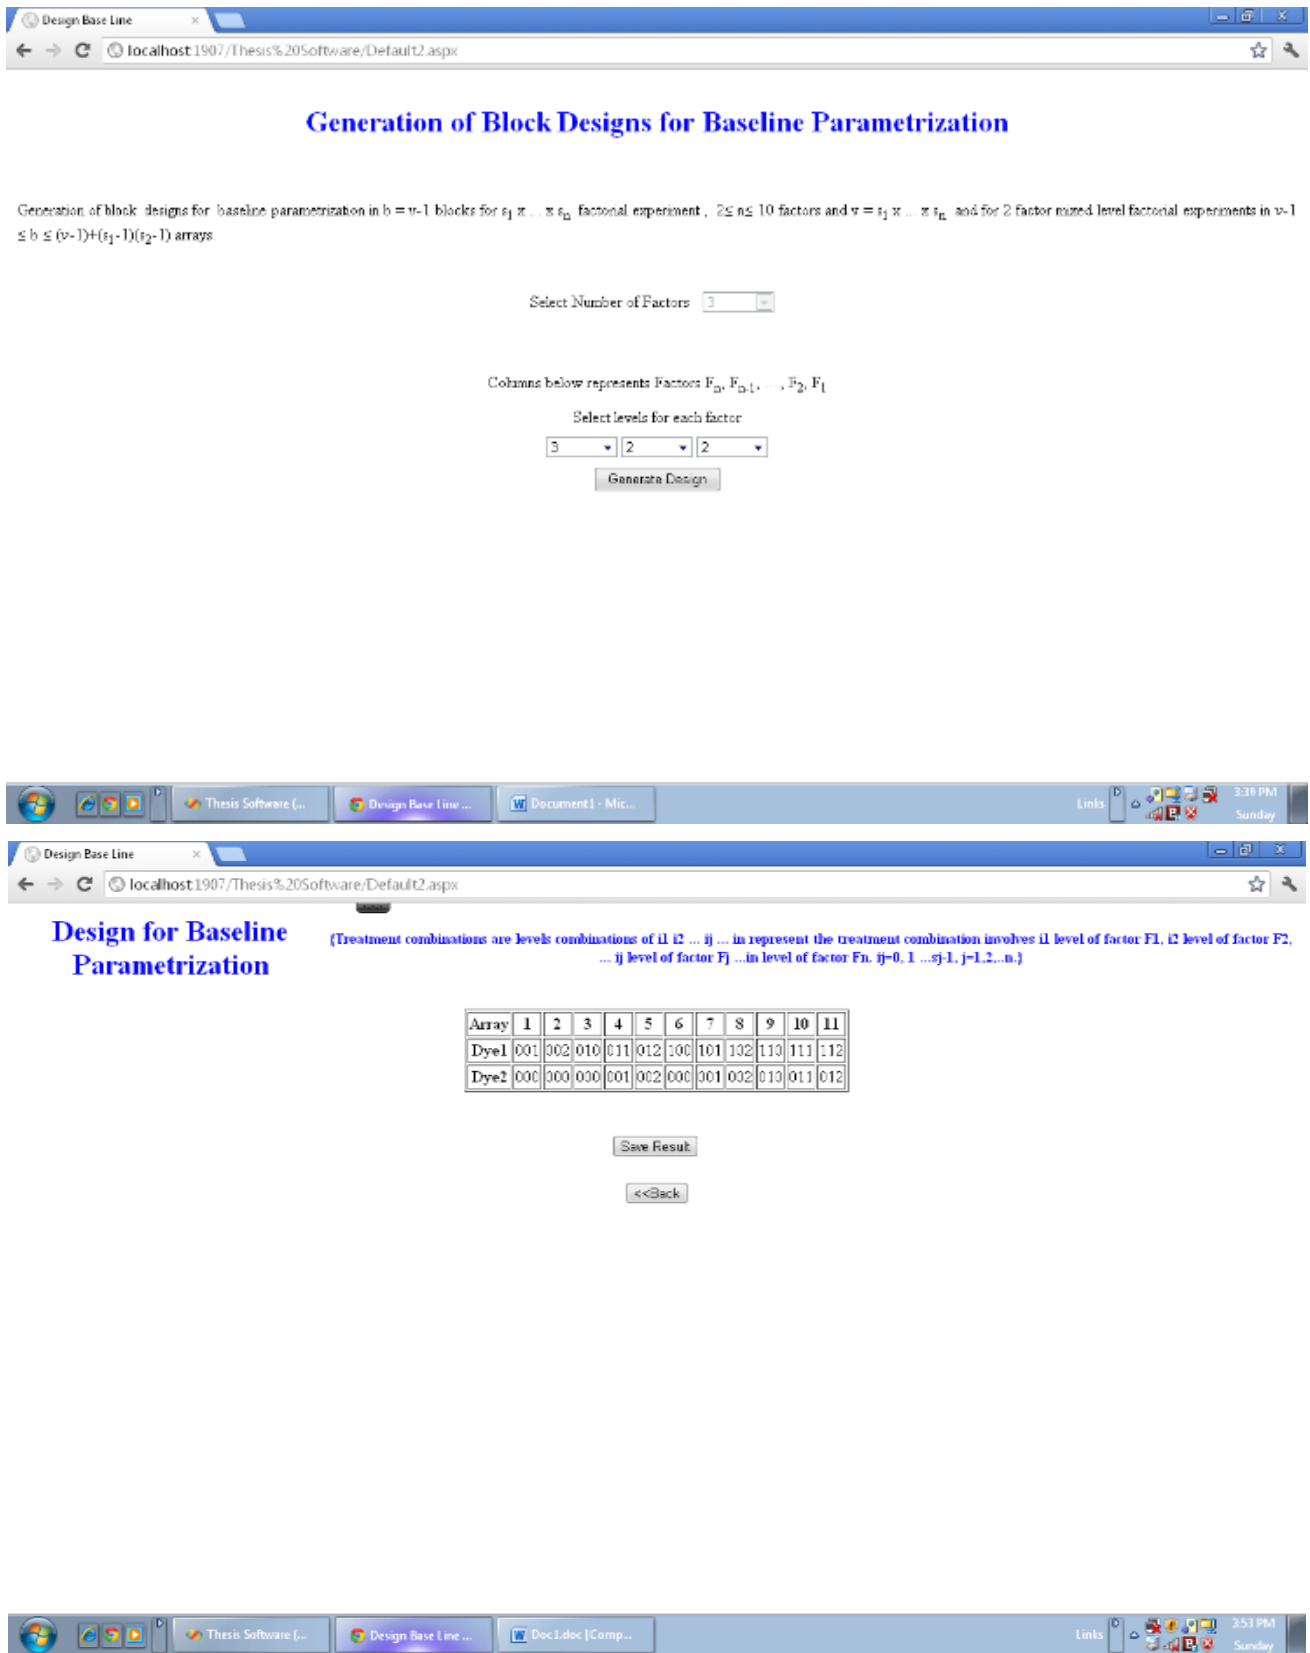 Design Base Line
localhost:1907/Thesis%20Software/Default2.aspx
Generation of Block Designs for Baseline Parametrization
Generation of block designs for baseline parametrization in b = v-1 blocks for s1 x ... x sn factorial experiment , 2≤ n≤ 10 factors and v = s1 x ... x sn and for 2 factor mixed level factorial experiments in v-1
≤ b ≤ (v-1)+(s1-1)(s2-1) arrays
Select Number of Factors 3
Columns below represents Factors Fn, Fn-1, ..., F2, F1
Select levels for each factor
3 2 2
Generate Design
Thesis Software (... Design Base Line ... Document1 - Mic... Links 3:39 PM
Sunday
Design Base Line
localhost:1907/Thesis%20Software/Default2.aspx
Design for Baseline
Parametrization
{Treatment combinations are levels combinations of i1 i2 ... ij ... in represent the treatment combination involves i1 level of factor F1, i2 level of factor F2,
... ij level of factor Fj ...in level of factor Fn. ij=0, 1 ...sj-1, j=1,2,..n.}
Array 1 2 3 4 5 6 7 8 9 10 11
Dye1 001 002 010 011 012 100 101 102 110 111 112
Dye2 000 000 000 001 002 000 001 002 010 011 012
Save Result
<<Back
Thesis Software (... Design Base Line ... Doc1.doc [Comp... Links 3:53 PM
Sunday